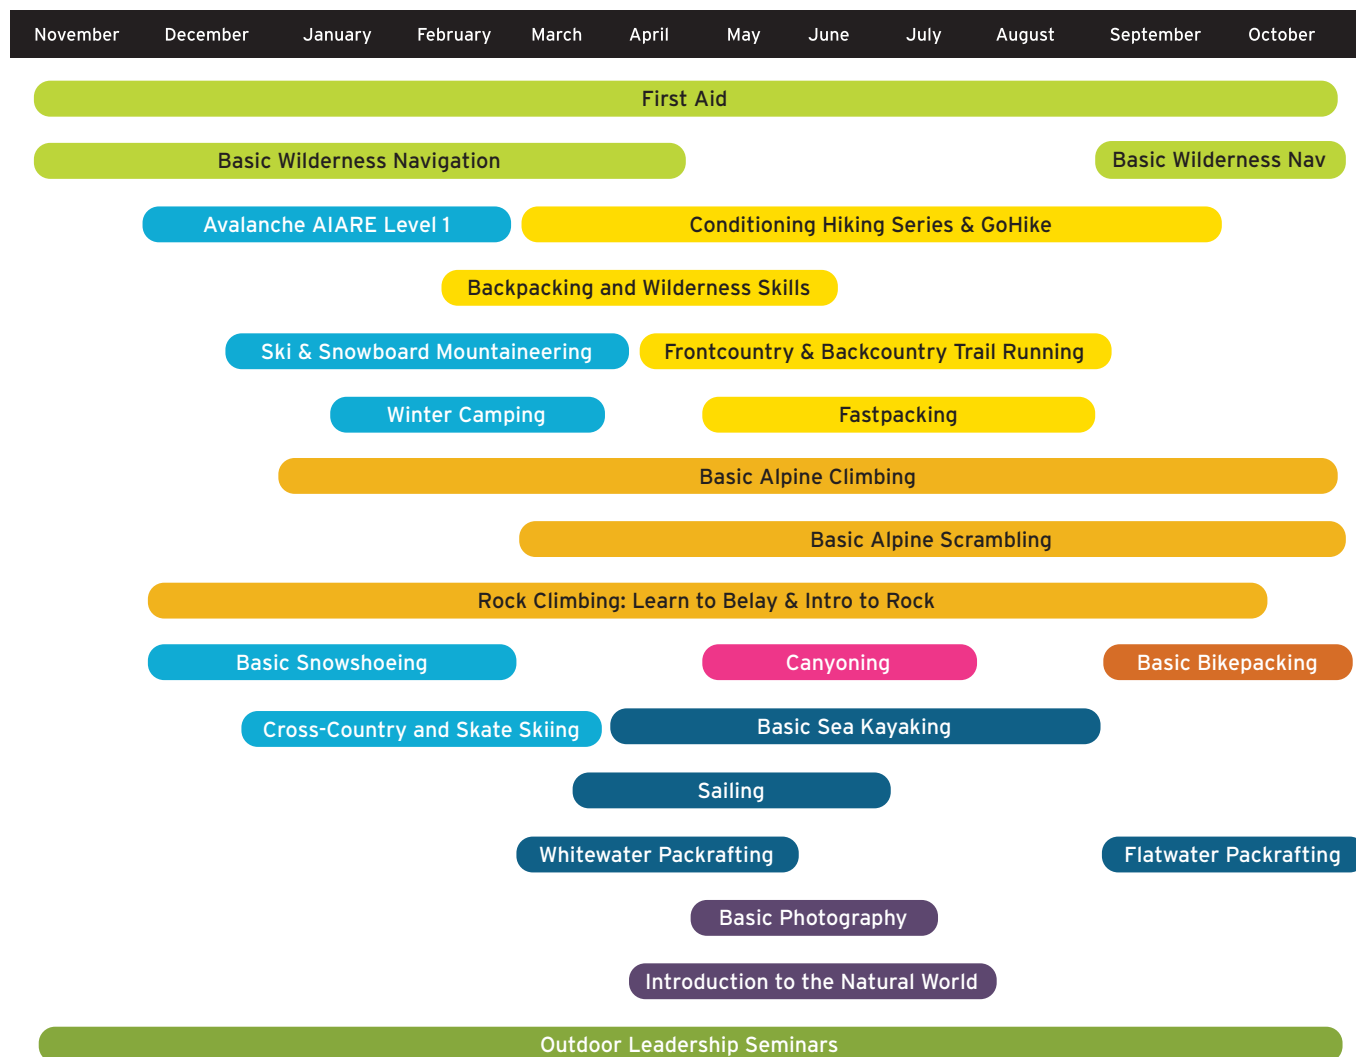 November December January February March April May June July August September October
First Aid
Basic Wilderness Navigation Basic Wilderness Nav
Avalanche AIARE Level 1 Conditioning Hiking Series & GoHike
Backpacking and Wilderness Skills
Ski & Snowboard Mountaineering Frontcountry & Backcountry Trail Running
Winter Camping Fastpacking
Basic Alpine Climbing
Basic Alpine Scrambling
Rock Climbing: Learn to Belay & Intro to Rock
Basic Snowshoeing Canyoning Basic Bikepacking
Cross-Country and Skate Skiing Basic Sea Kayaking
Sailing
Whitewater Packrafting Flatwater Packrafting
Basic Photography
Introduction to the Natural World
Outdoor Leadership Seminars